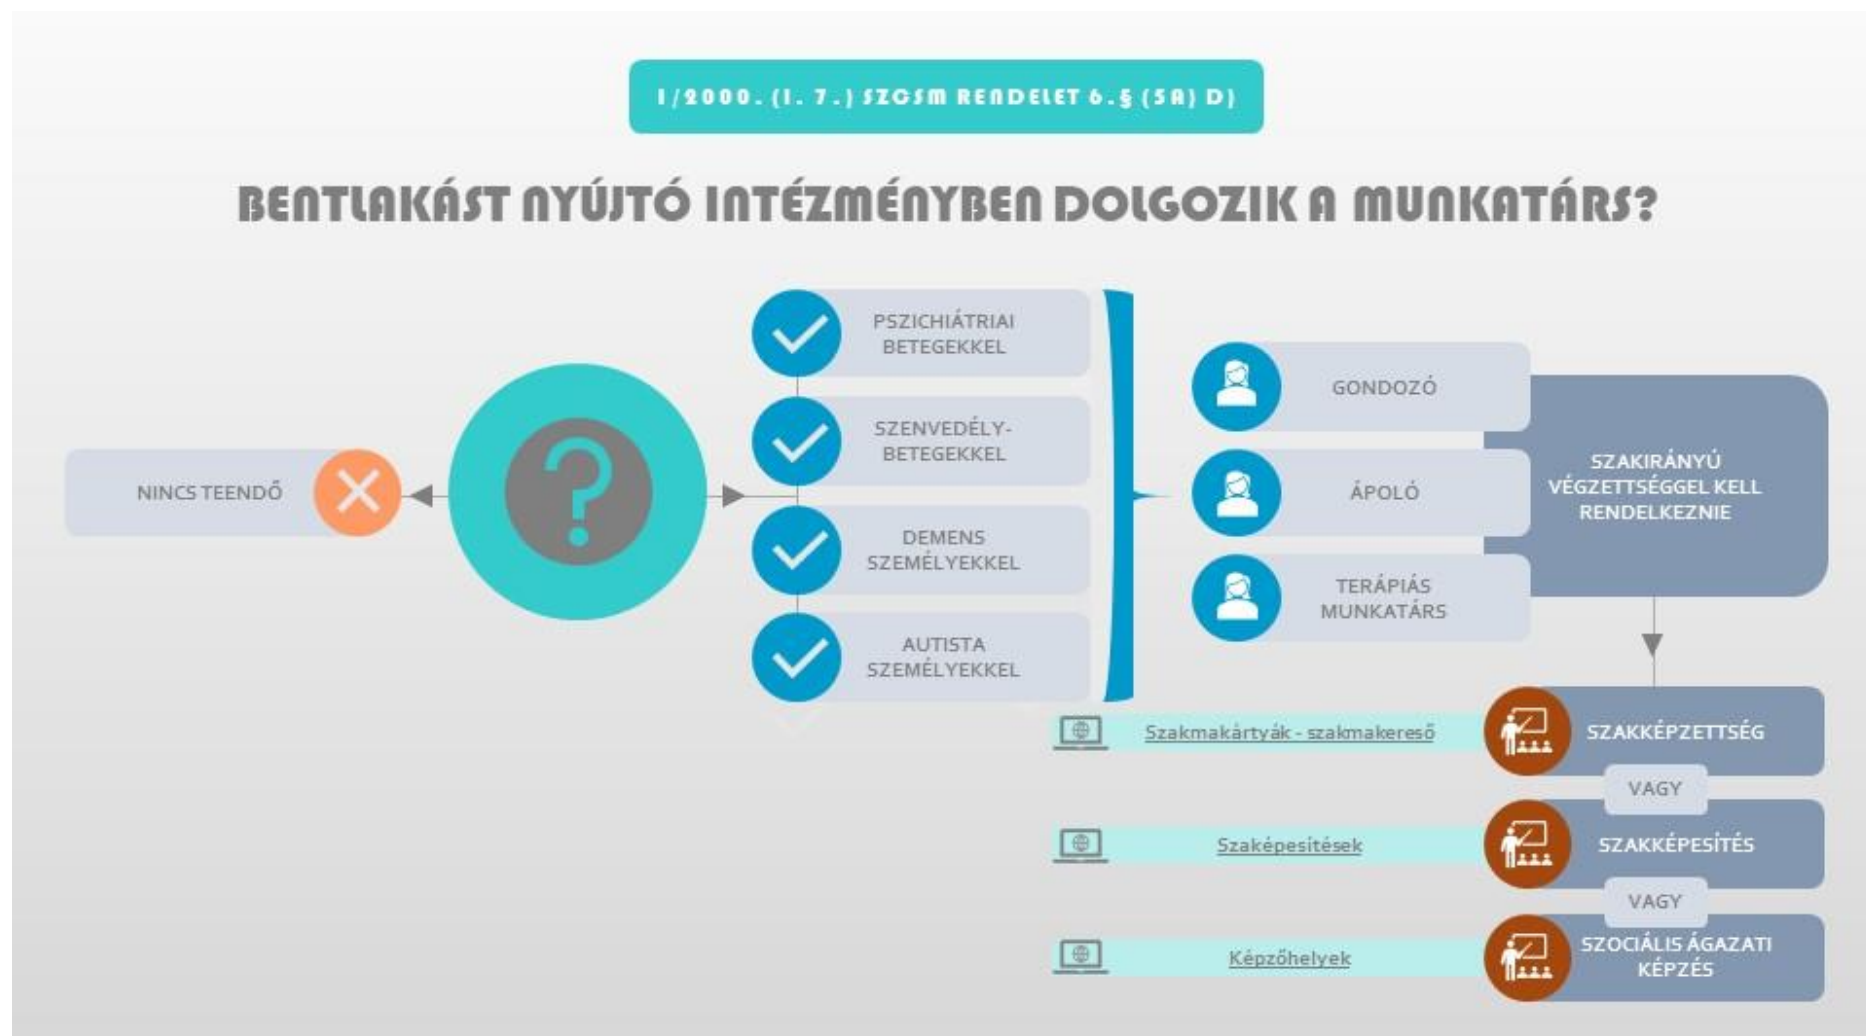 1/2000. (I. 7.) SZCSM RENDELET 6.§ (5A) D)
BENTLAKÁST NYÚJTÓ INTÉZMÉNYBEN DOLGOZIK A MUNKATÁRS?
NINCS TEENDŐ
PSZICHIÁTRIAI
BETEGEKKEL
SZENVEDÉLY-
BETEGEKKEL
DEMENS
SZEMÉLYEKKEL
AUTISTA
SZEMÉLYEKKEL
GONDOZÓ
ÁPOLÓ
TERÁPIÁS
MUNKATÁRS
SZAKIRÁNYÚ
VÉGZETTSÉGGEL KELL
RENDELKEZNIE
Szakmakártyák - szakmakereső
SZAKKÉPZETTSÉG
VAGY
Szaképesítések
SZAKKÉPESÍTÉS
VAGY
Képzőhelyek
SZOCIÁLIS ÁGAZATI
KÉPZÉS